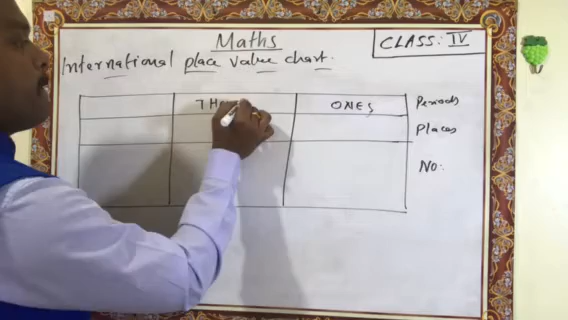 Maths
CLASS: IV
International place value chart.
TH
ONES
Periods
Places
No: